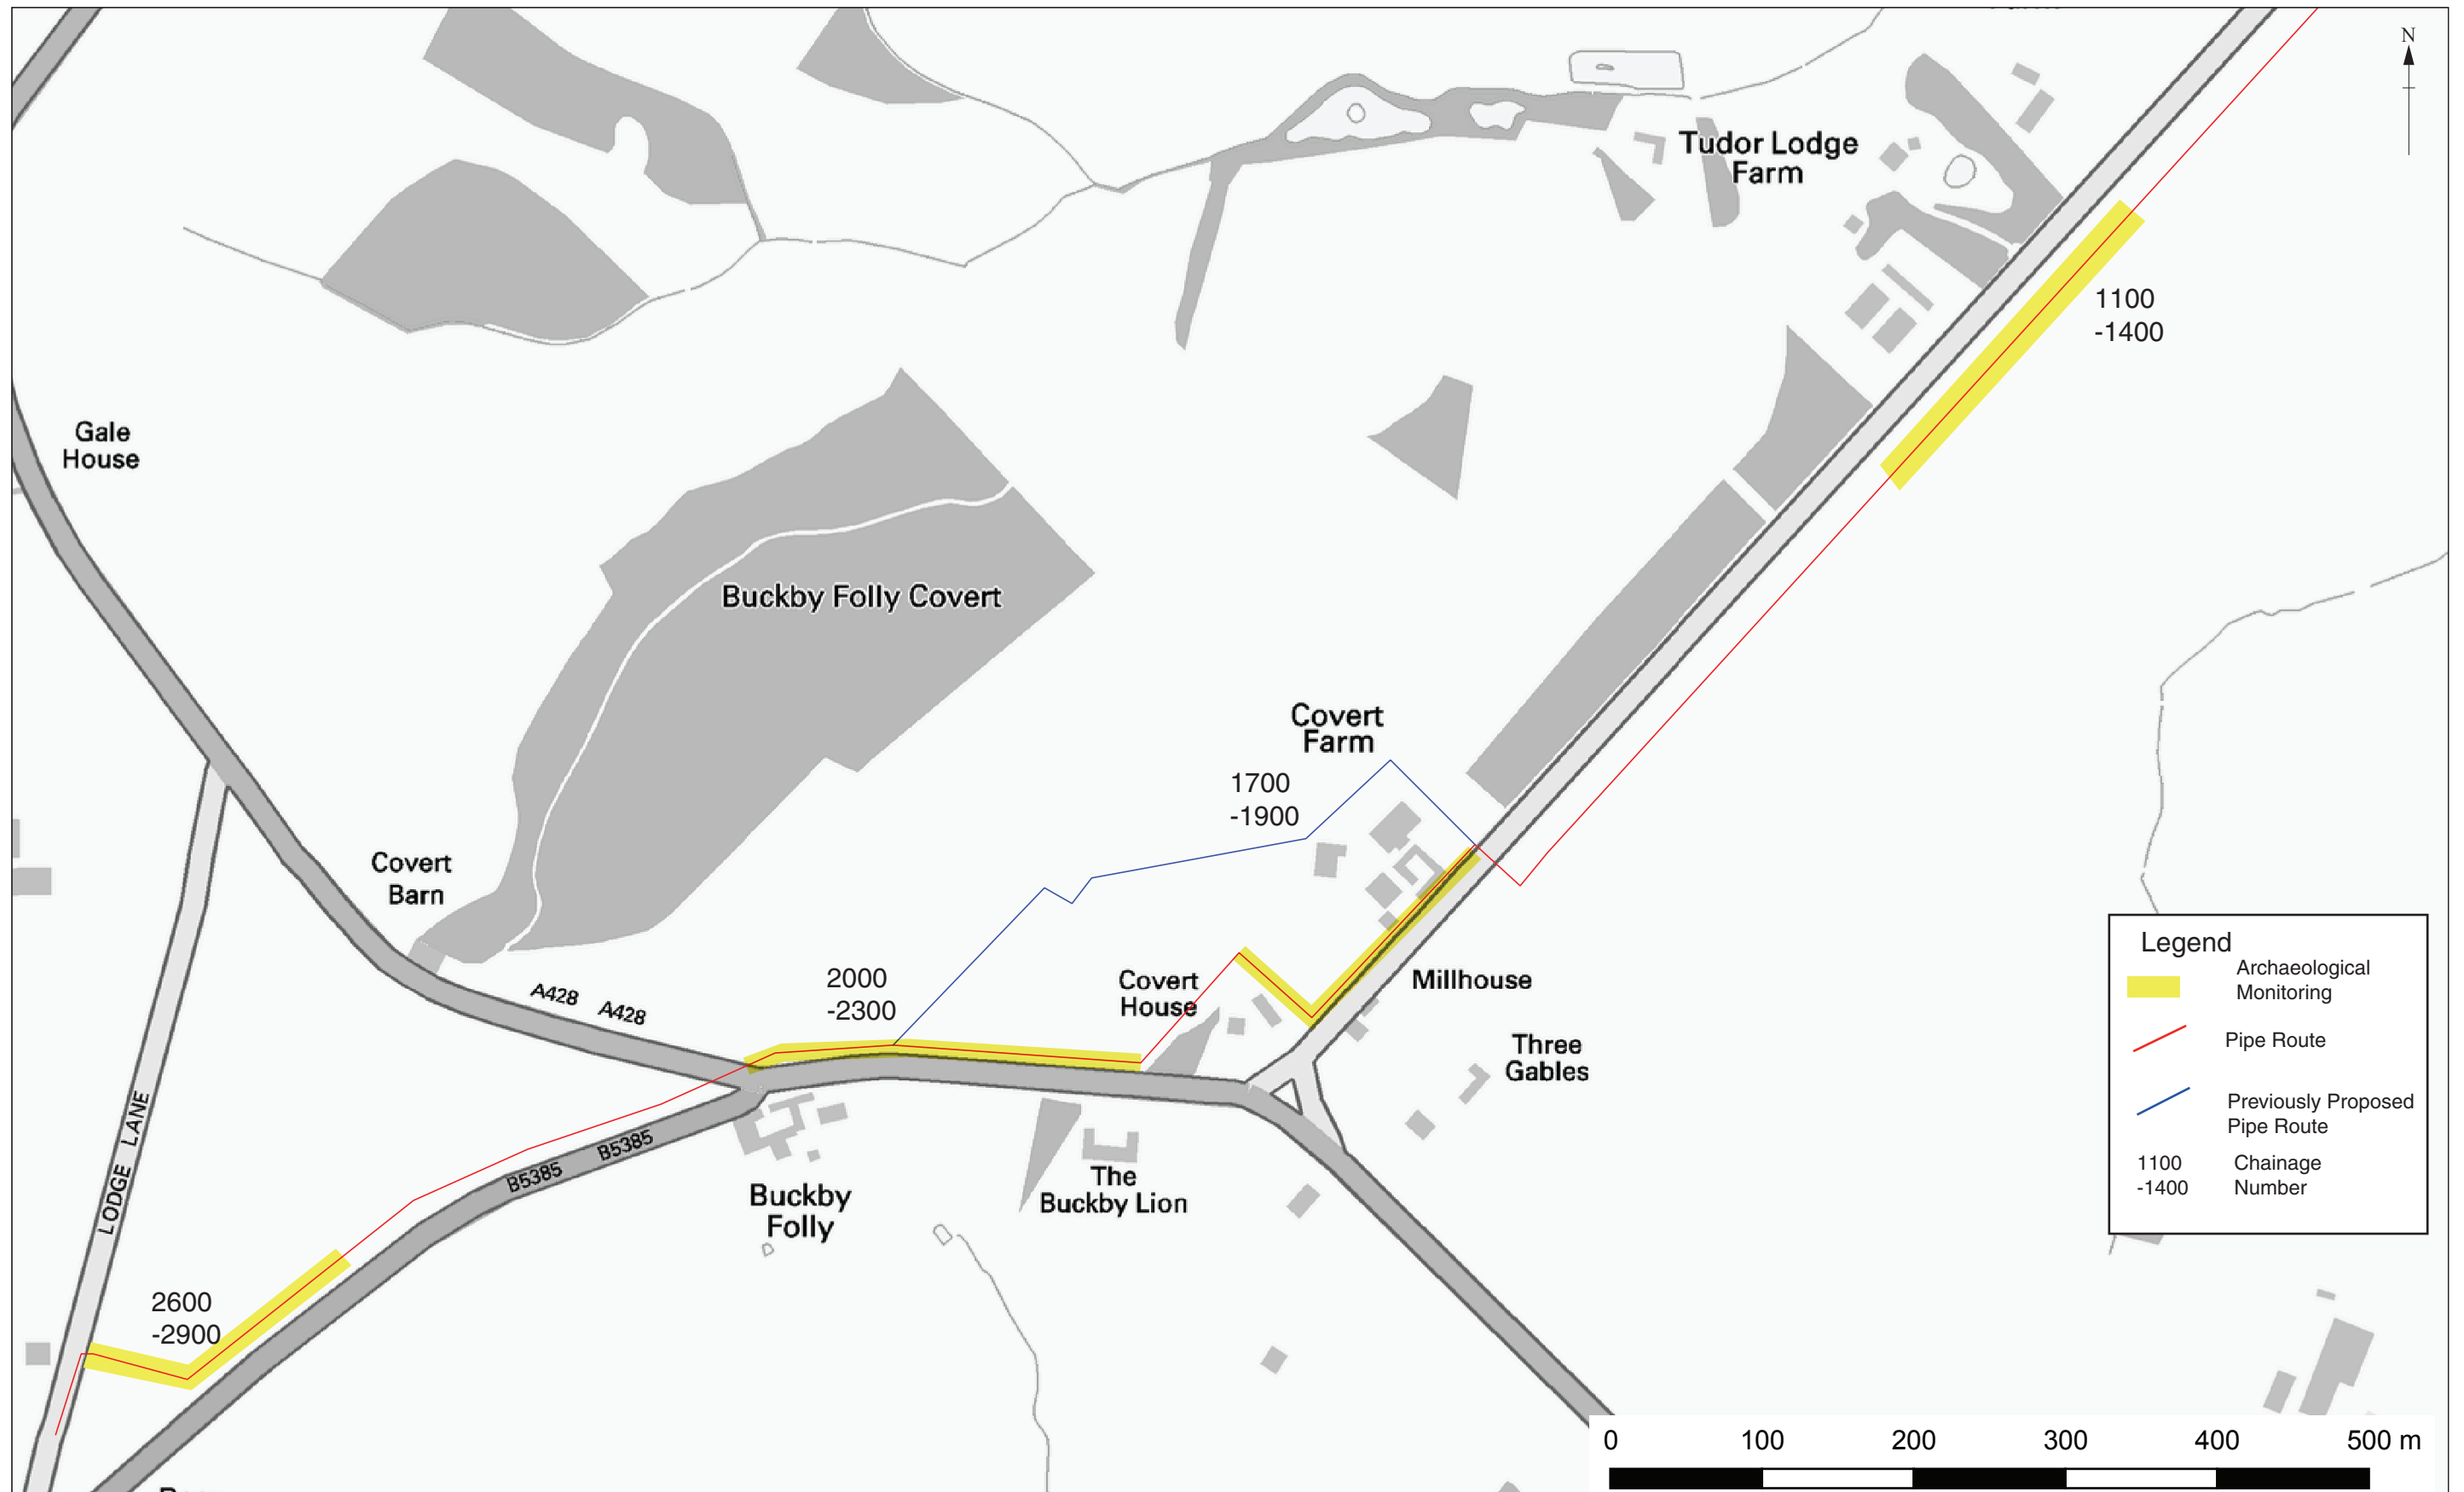 N
Tudor Lodge
Farm
1100
-1400
Gale
House
Buckby Folly Covert
Covert
Farm
1700
-1900
Covert
Barn
2000
-2300
Covert
House
Millhouse
A428
A428
Three
Gables
LODGE LANE
B5385
B5385
Buckby
Folly
The
Buckby Lion
2600
-2900
Legend
Archaeological
Monitoring
Pipe Route
Previously Proposed
Pipe Route
1100
-1400
Chainage
Number
0 100 200 300 400 500 m